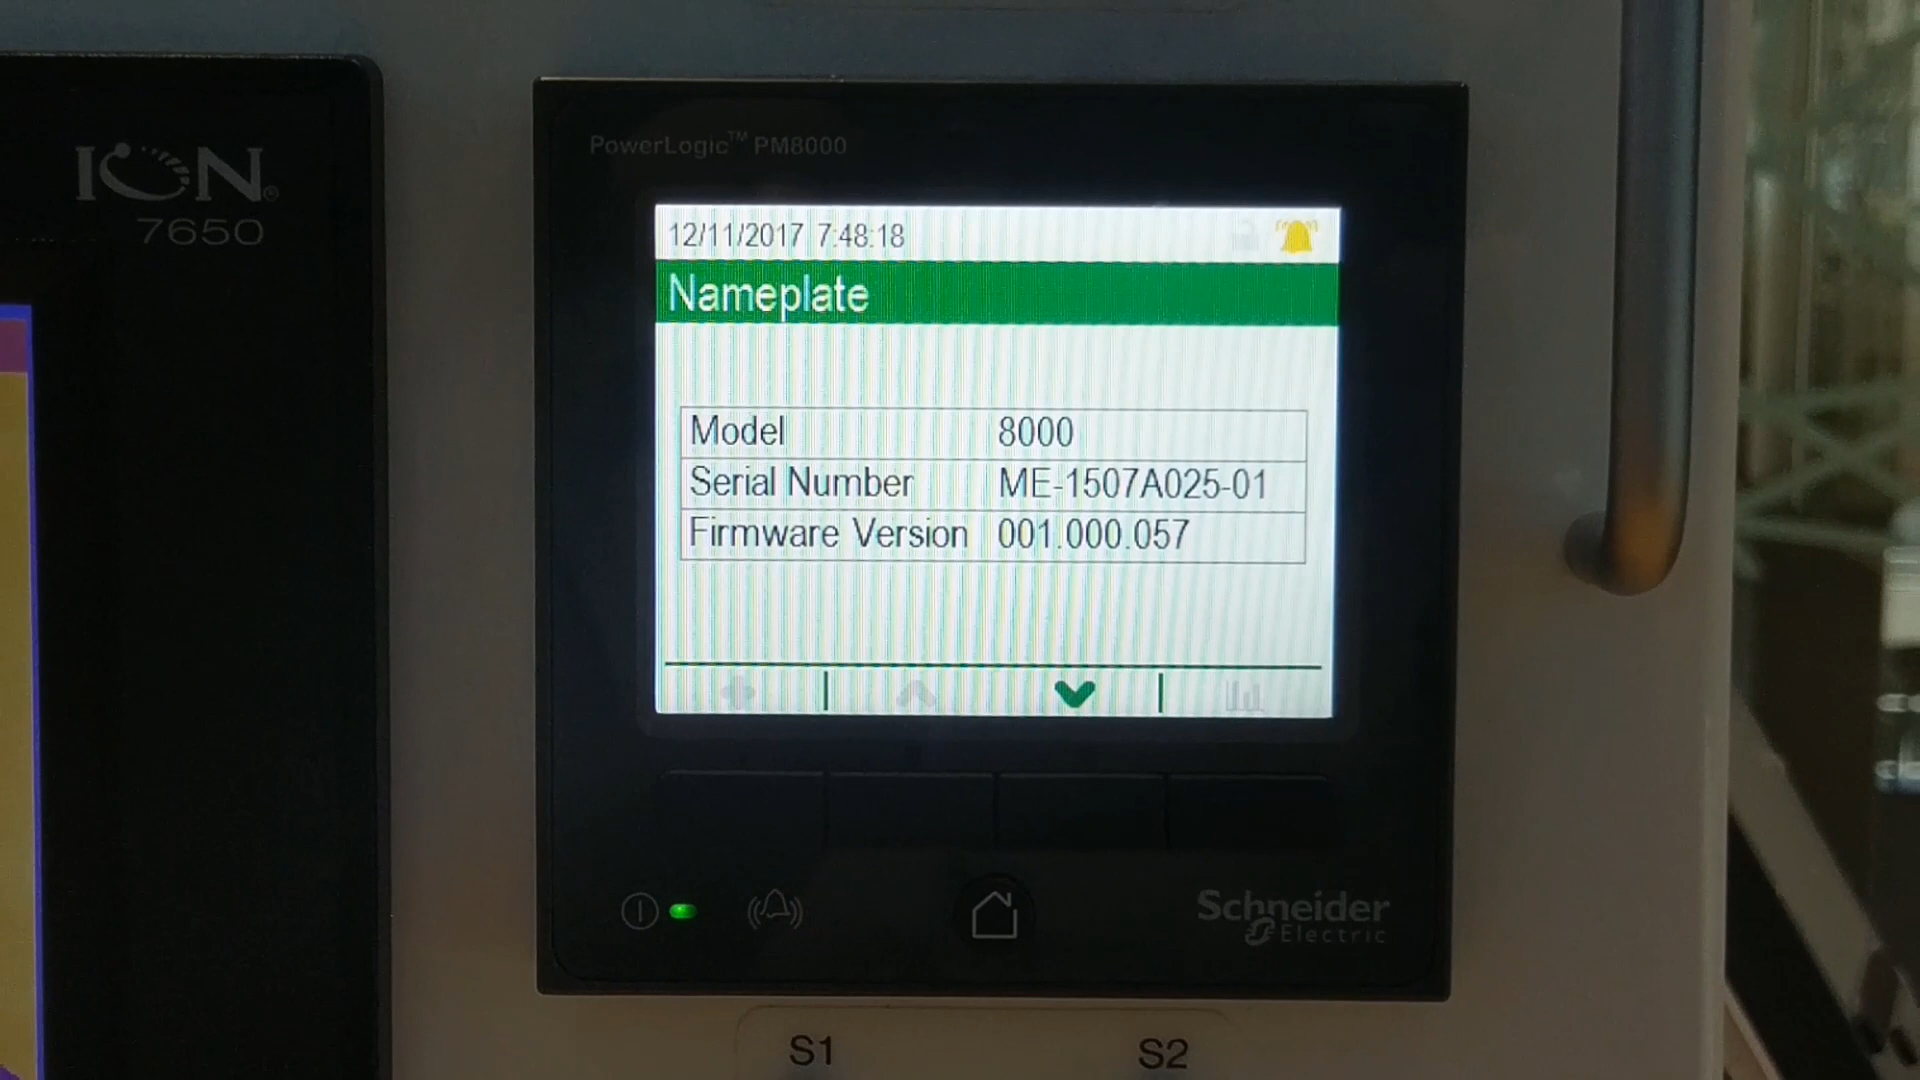 ION®
7650
PowerLogic™ PM8000
12/11/2017 7:48:18
Nameplate
Model 8000
Serial Number ME-1507A025-01
Firmware Version 001.000.057
Schneider
Electric
S1 S2